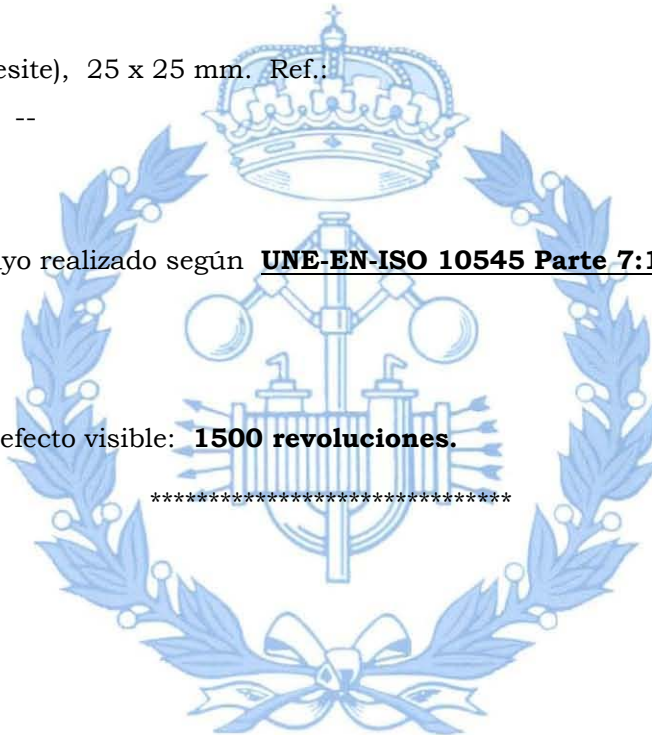 esite), 25 x 25 mm. Ref.:
--
yo realizado según UNE-EN-ISO 10545 Parte 7:1
efecto visible: 1500 revoluciones.
*******************************